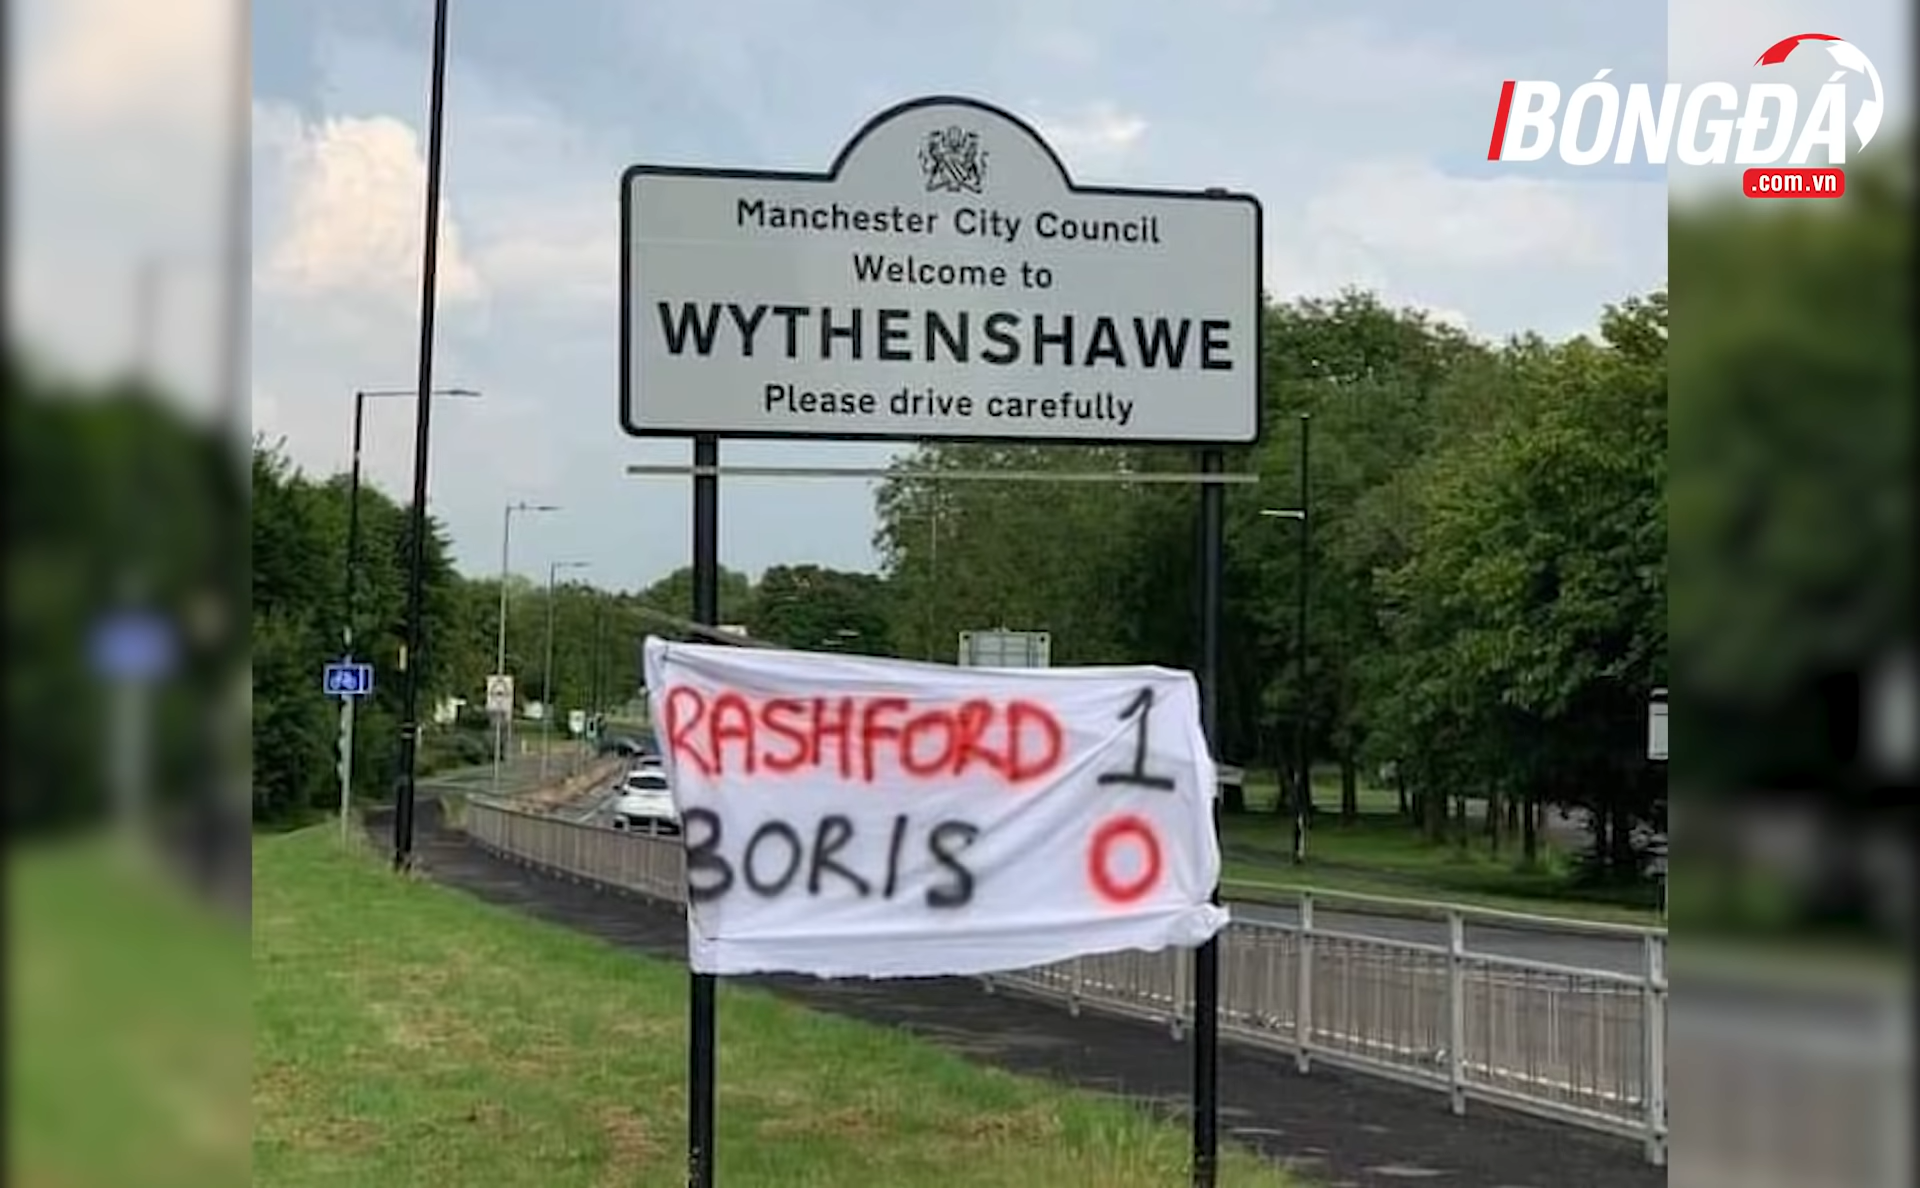 BÓNGĐÁ
.com.vn
Manchester City Council
Welcome to
WYTHENSHAWE
Please drive carefully
RASHFORD 1
BORIS 0